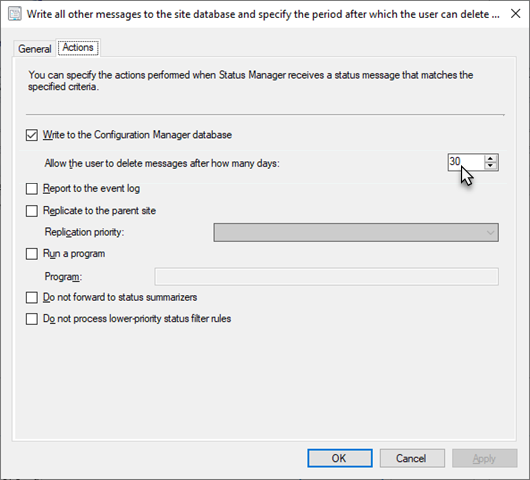 Write all other messages to the site database and specify the period after which the user can delete ...
General
Actions
You can specify the actions performed when Status Manager receives a status message that matches the
specified criteria.
Write to the Configuration Manager database
Allow the user to delete messages after how many days:
30
Report to the event log
Replicate to the parent site
Replication priority:
Run a program
Program:
Do not forward to status summarizers
Do not process lower-priority status filter rules
OK
Cancel
Apply